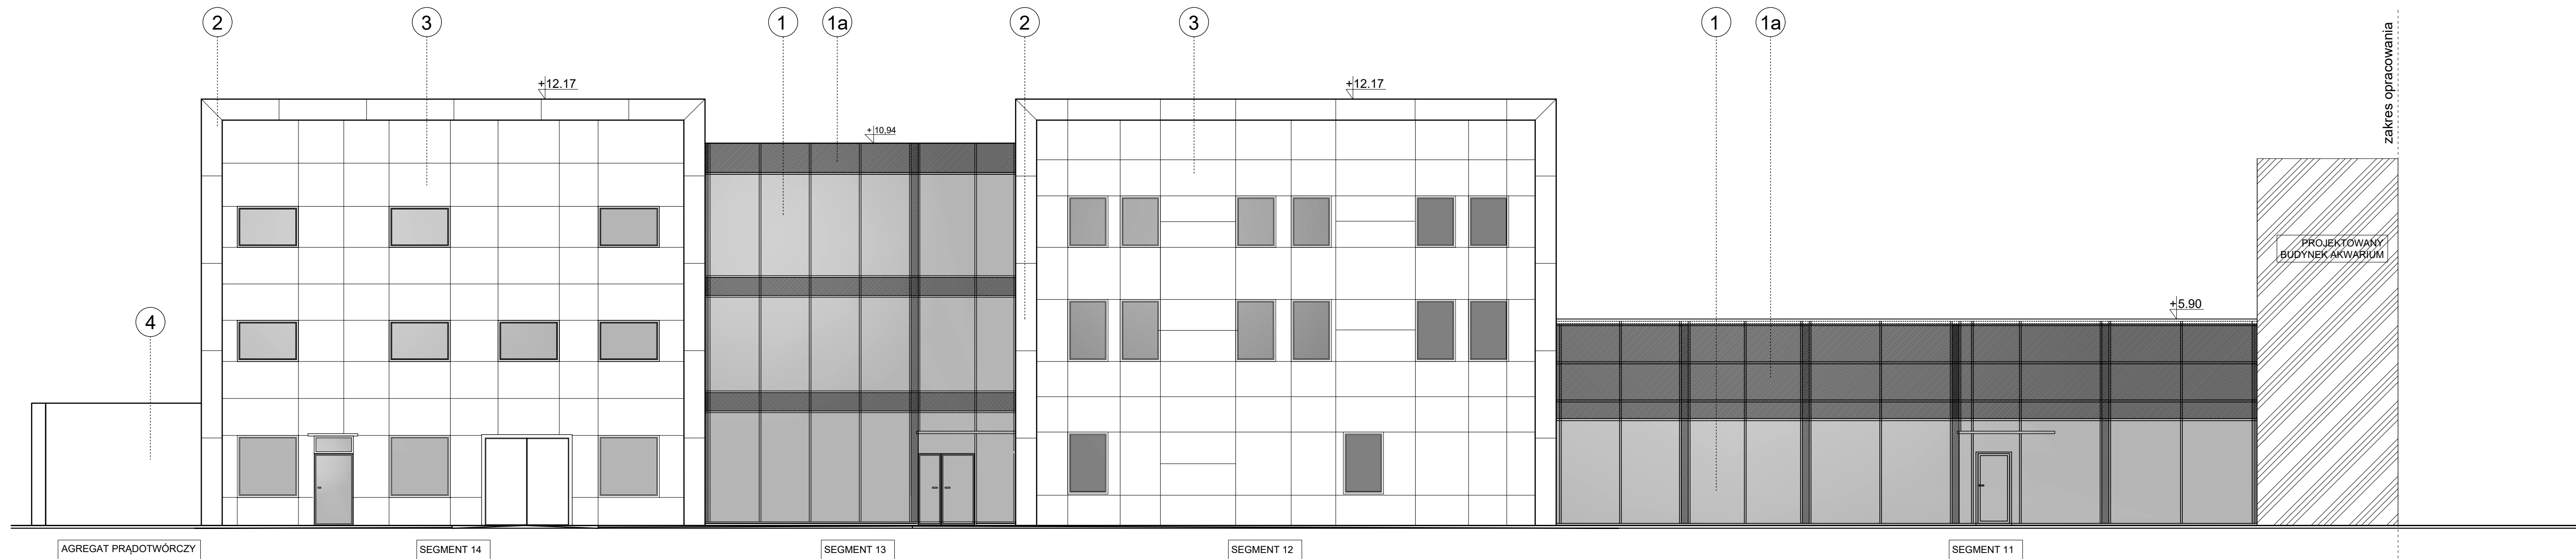 2
3
1
1a
2
3
1
1a
zakres opracowania
+12.17
+12.17
+10,94
PROJEKTOWANY
BUDYNEK AKWARIUM
+5.90
4
AGREGAT PRĄDOTWÓRCZY
SEGMENT 14
SEGMENT 13
SEGMENT 12
SEGMENT 11